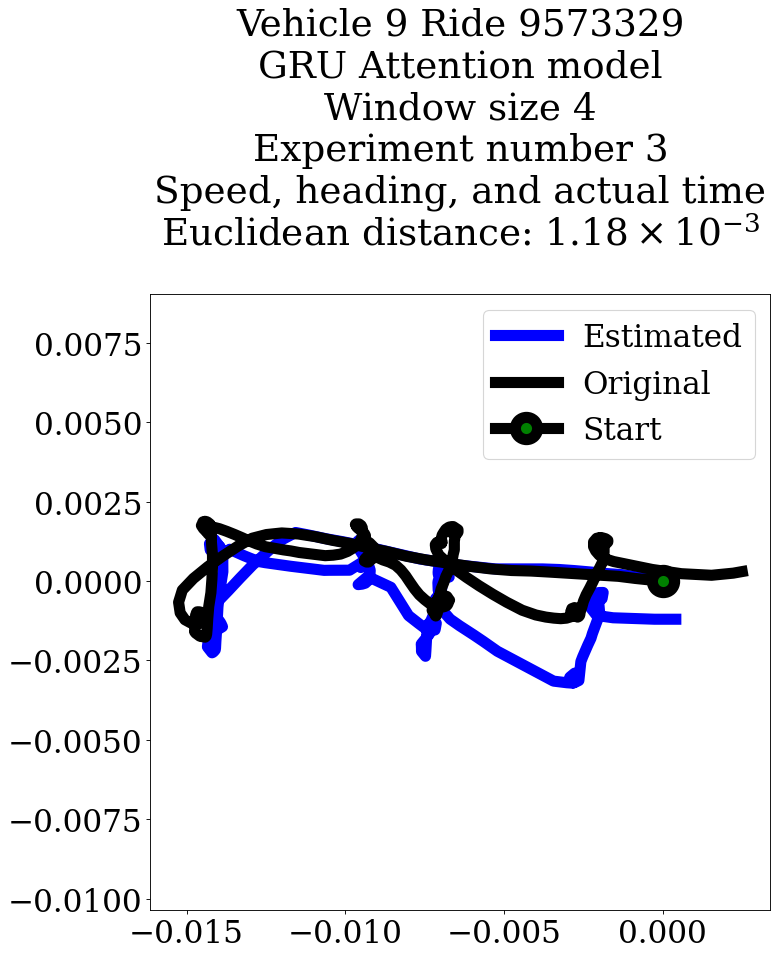 Vehicle 9 Ride 9573329
GRU Attention model
Window size 4
Experiment number 3
Speed, heading, and actual time
Euclidean distance: 1.18 × 10⁻³
Estimated
Original
Start
0.0075
0.0050
0.0025
0.0000
−0.0025
−0.0050
−0.0075
−0.0100
−0.015 −0.010 −0.005 0.000